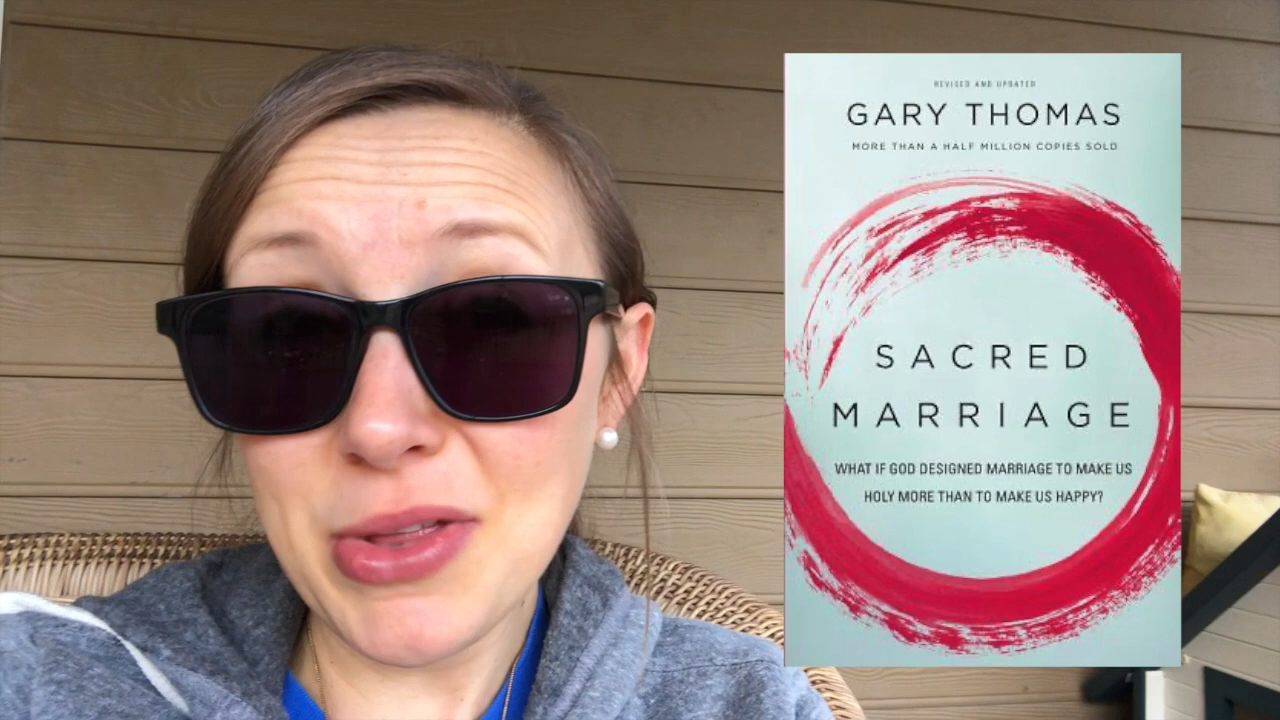 REVISED AND UPDATED
GARY THOMAS
MORE THAN A HALF MILLION COPIES SOLD
SACRED
MARRIAGE
WHAT IF GOD DESIGNED MARRIAGE TO MAKE US
HOLY MORE THAN TO MAKE US HAPPY?